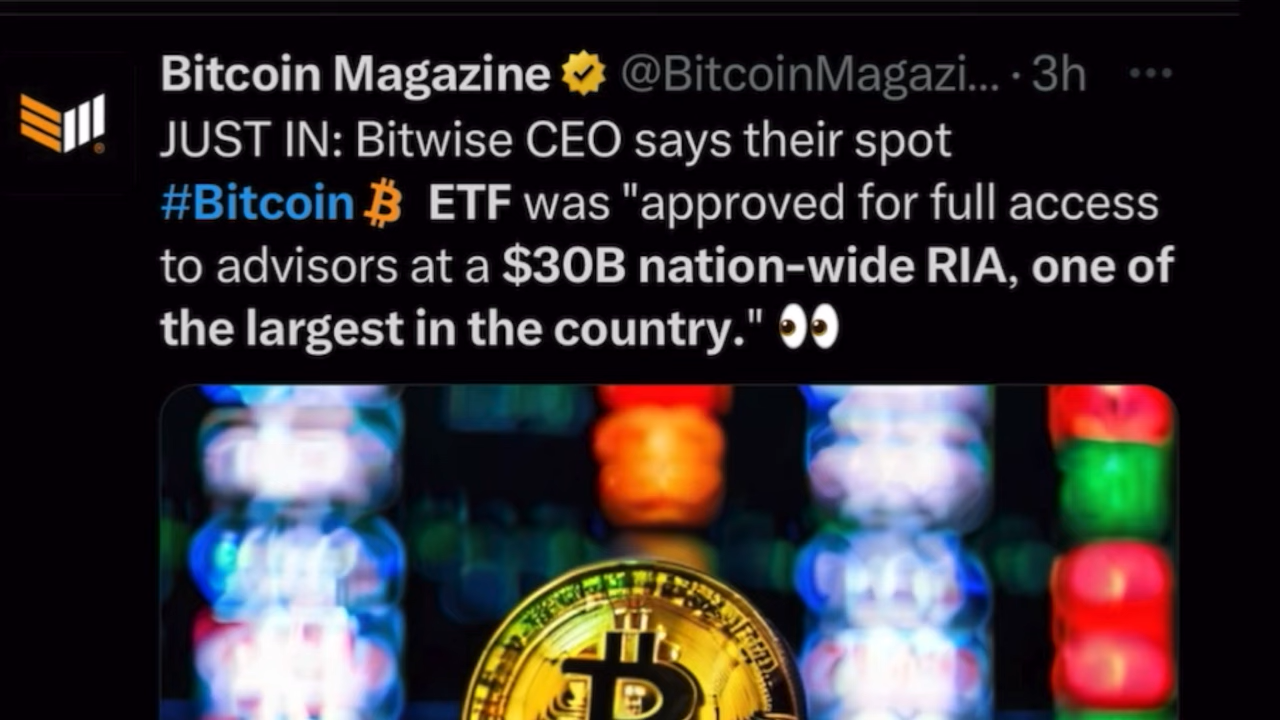 Bitcoin Magazine @BitcoinMagazi... · 3h ...
JUST IN: Bitwise CEO says their spot
#Bitcoin ETF was "approved for full access
to advisors at a $30B nation-wide RIA, one of
the largest in the country." 👀